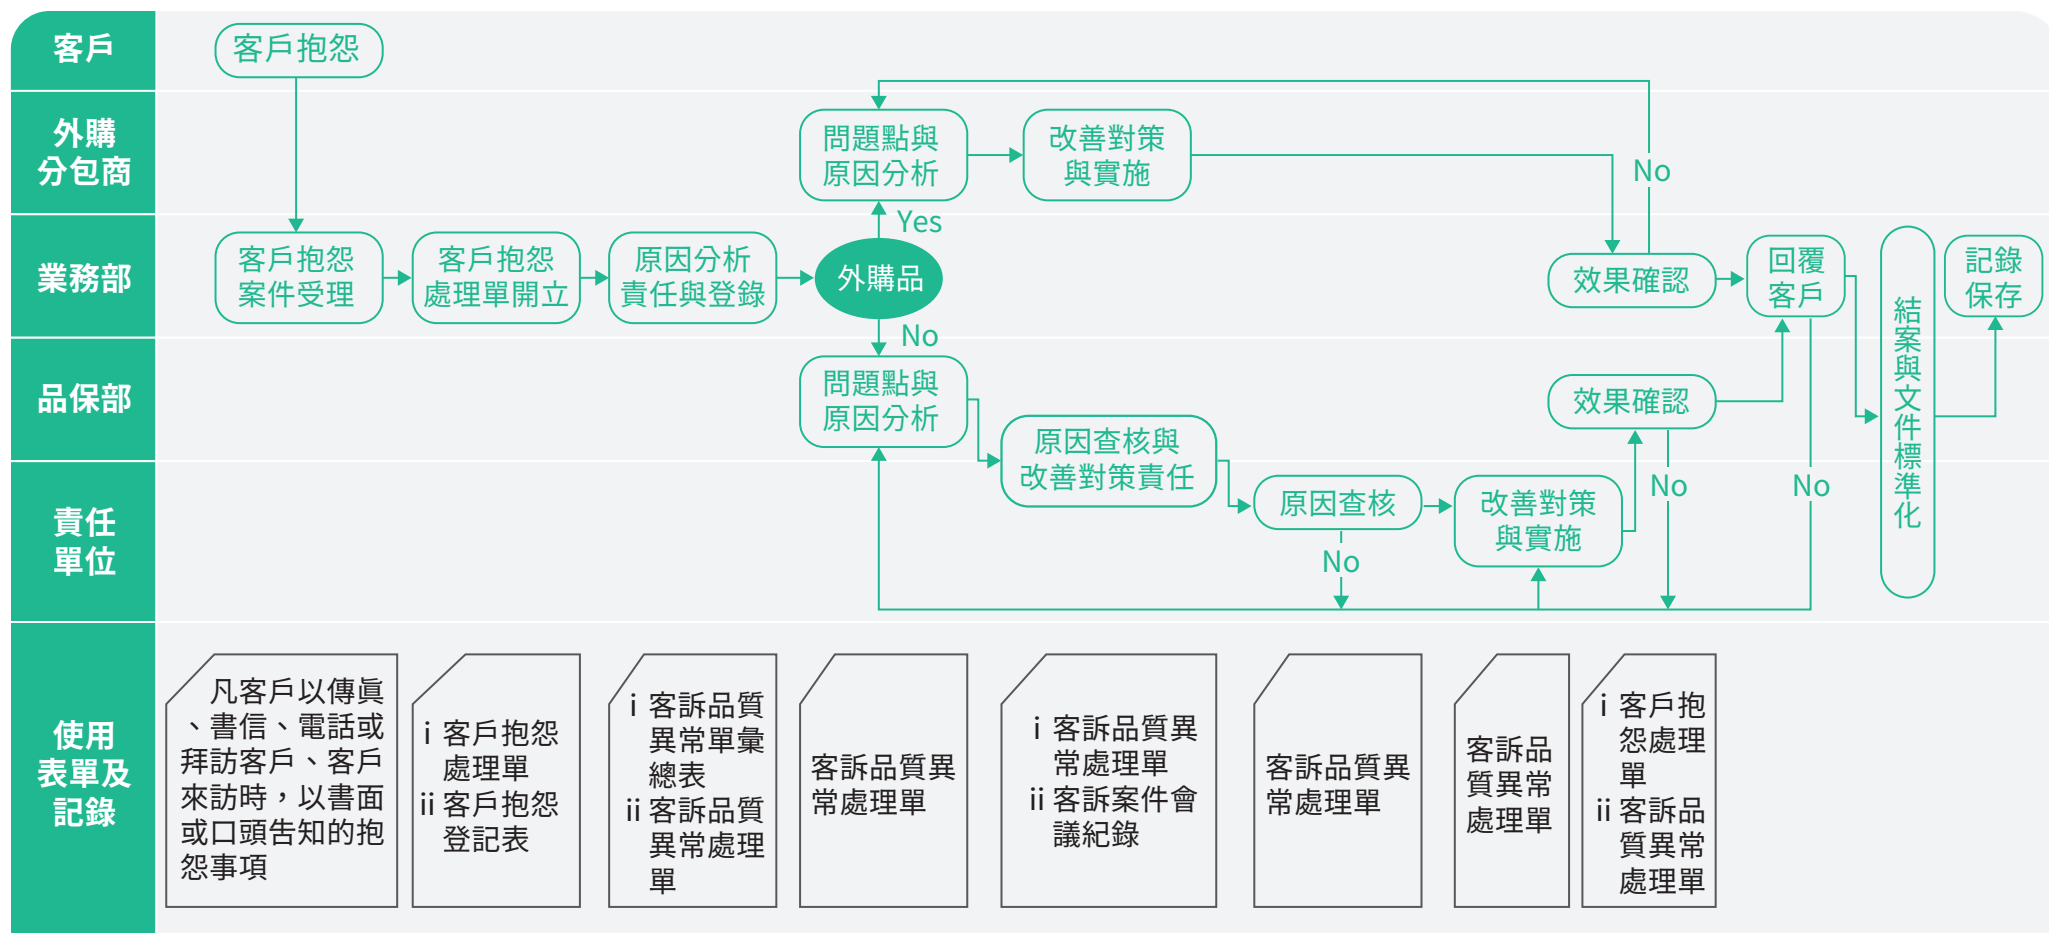 客戶
客戶抱怨
外購
分包商
問題點與
原因分析
改善對策
與實施
No
Yes
業務部
客戶抱怨
案件受理
客戶抱怨
處理單開立
原因分析
責任與登錄
外購品
效果確認
回覆
客戶
結案與文件標準化
記錄
保存
No
品保部
問題點與
原因分析
原因查核與
改善對策責任
效果確認
No
No
責任
單位
原因查核
No
改善對策
與實施
使用
表單及
記錄
凡客戶以傳眞
、書信、電話或
拜訪客戶、客戶
來訪時，以書面
或口頭告知的抱
怨事項
i 客戶抱怨
處理單
ii 客戶抱怨
登記表
i 客訴品質
異常單彙
總表
ii 客訴品質
異常處理
單
客訴品質異
常處理單
i 客訴品質異
常處理單
ii 客訴案件會
議紀錄
客訴品質異
常處理單
客訴品
質異常
處理單
i 客戶抱
怨處理
單
ii 客訴品
質異常
處理單